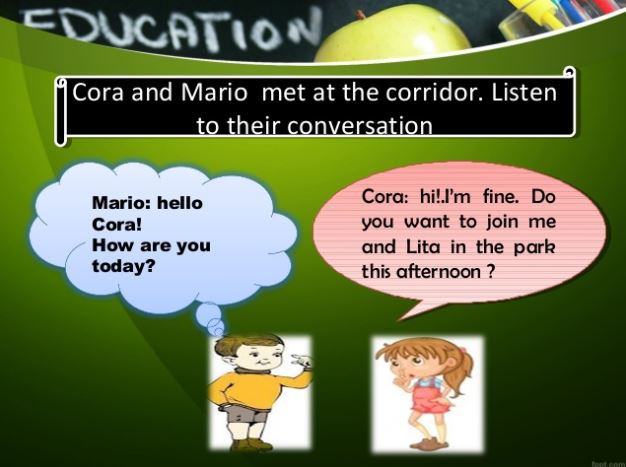 EDUCATION
Cora and Mario met at the corridor. Listen
to their conversation
Mario: hello
Cora!
How are you
today?
Cora: hi!.I'm fine. Do
you want to join me
and Lita in the park
this afternoon ?